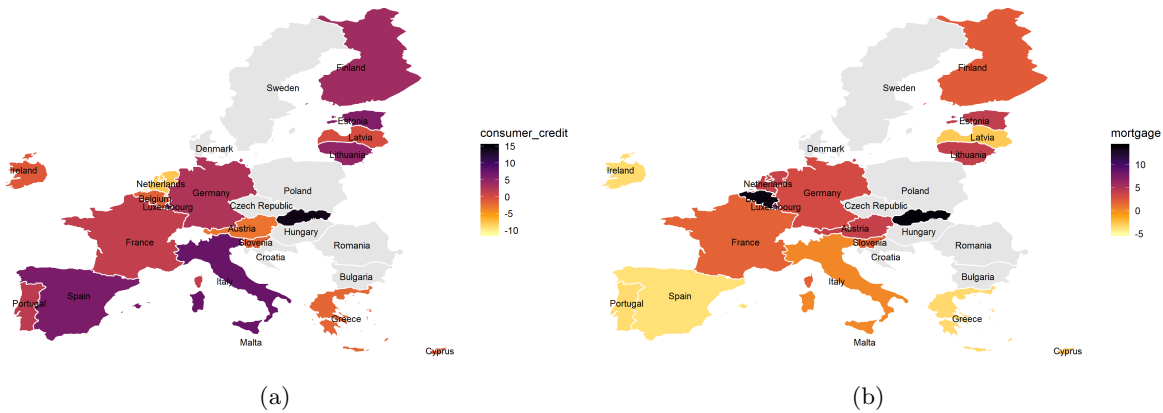 Finland
Sweden
Estonia
Latvia
Lithuania
Denmark
Ireland
Netherlands
Poland
Belgium
Germany
Luxembourg
Czech Republic
Austria
Hungary
France
Slovenia
Romania
Croatia
Bulgaria
Italy
Portugal
Spain
Greece
Malta
Cyprus
consumer_credit
15
10
5
0
-5
-10
(a)
Finland
Sweden
Estonia
Latvia
Lithuania
Denmark
Ireland
Netherlands
Poland
Germany
Luxembourg
Czech Republic
Austria
Hungary
France
Slovenia
Romania
Croatia
Bulgaria
Italy
Portugal
Spain
Greece
Malta
Cyprus
mortgage
10
5
0
-5
(b)